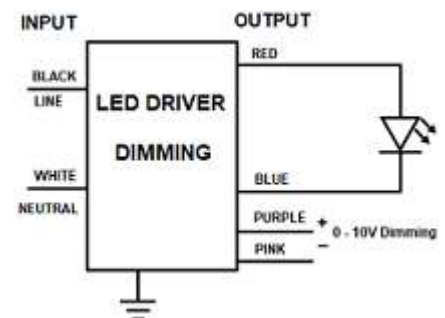 INPUT
OUTPUT
RED
BLACK
LINE
LED DRIVER
DIMMING
WHITE
BLUE
NEUTRAL
PURPLE
+
0 - 10V Dimming
PINK
−